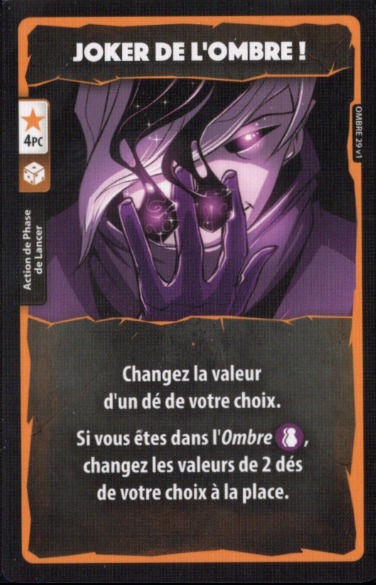 JOKER DE L'OMBRE !
4PC
Action de Phase
de Lancer
OMBRE 29 v1
Changez la valeur
d'un dé de votre choix.
Si vous êtes dans l'Ombre ,
changez les valeurs de 2 dés
de votre choix à la place.